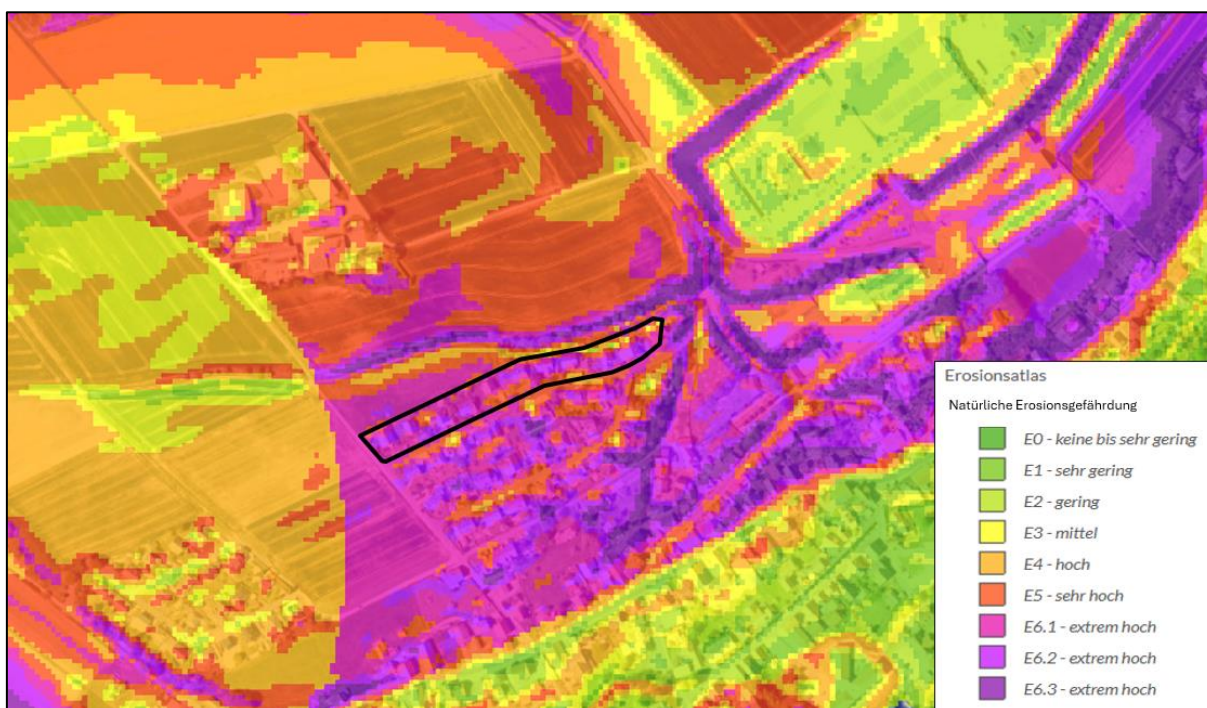 Erosionsatlas
Natürliche Erosionsgefährdung
E0 - keine bis sehr gering
E1 - sehr gering
E2 - gering
E3 - mittel
E4 - hoch
E5 - sehr hoch
E6.1 - extrem hoch
E6.2 - extrem hoch
E6.3 - extrem hoch